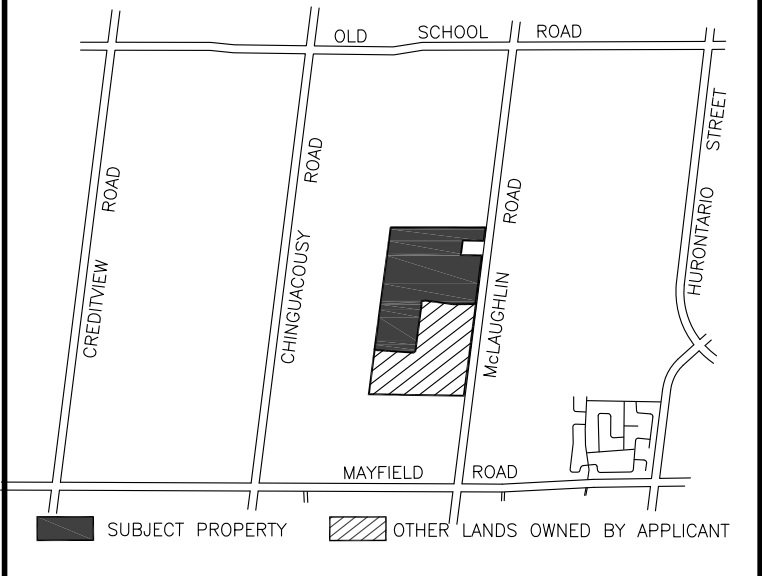 OLD SCHOOL ROAD
CREDITVIEW ROAD
CHINGUACOUSY ROAD
McLAUGHLIN ROAD
HURONTARIO STREET
MAYFIELD ROAD
SUBJECT PROPERTY
OTHER LANDS OWNED BY APPLICANT